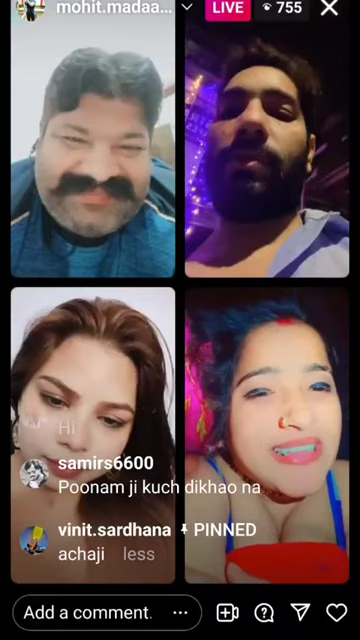 mohit.madaa...
LIVE
755
Hi
samirs6600
Poonam ji kuch dikhao na
vinit.sardhana PINNED
achaji less
Add a comment.